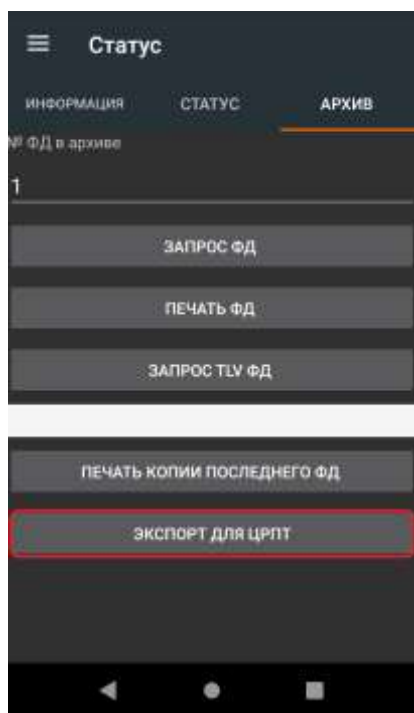 Статус
ИНФОРМАЦИЯ СТАТУС АРХИВ
№ ФД в архиве
1
ЗАПРОС ФД
ПЕЧАТЬ ФД
ЗАПРОС TLV ФД
ПЕЧАТЬ КОПИИ ПОСЛЕДНЕГО ФД
ЭКСПОРТ ДЛЯ ЦРПТ